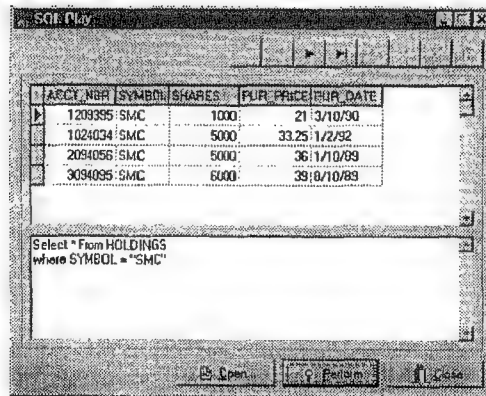 SQL Play
ACCT_NBR SYMBOL SHARES PUR_PRICE PUR_DATE
1209395 SMC 1000 21 3/10/90
1024034 SMC 5000 33.25 1/2/92
2094056 SMC 5000 36 1/10/89
3094095 SMC 6000 39 8/10/89
Select * From HOLDINGS
where SYMBOL = "SMC"
Open... Perform Close